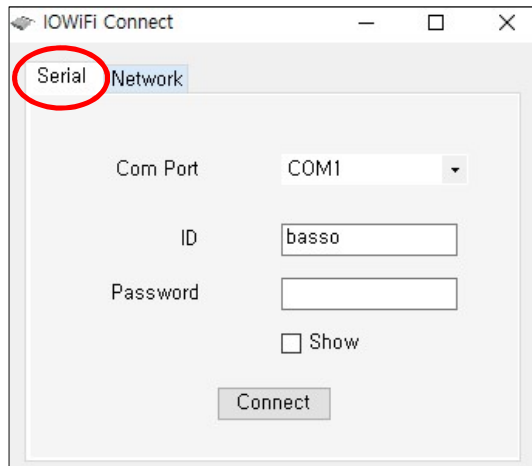 IOWiFi Connect
Serial Network
Com Port COM1
ID basso
Password
Show
Connect